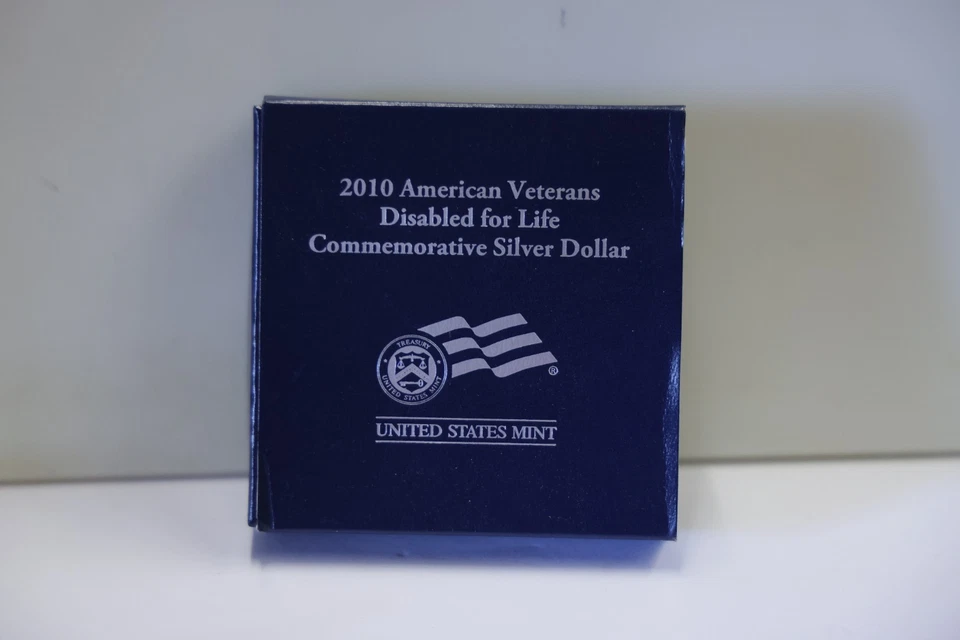 2010 American Veterans
Disabled for Life
Commemorative Silver Dollar
TREASURY
UNITED STATES MINT
®
UNITED STATES MINT